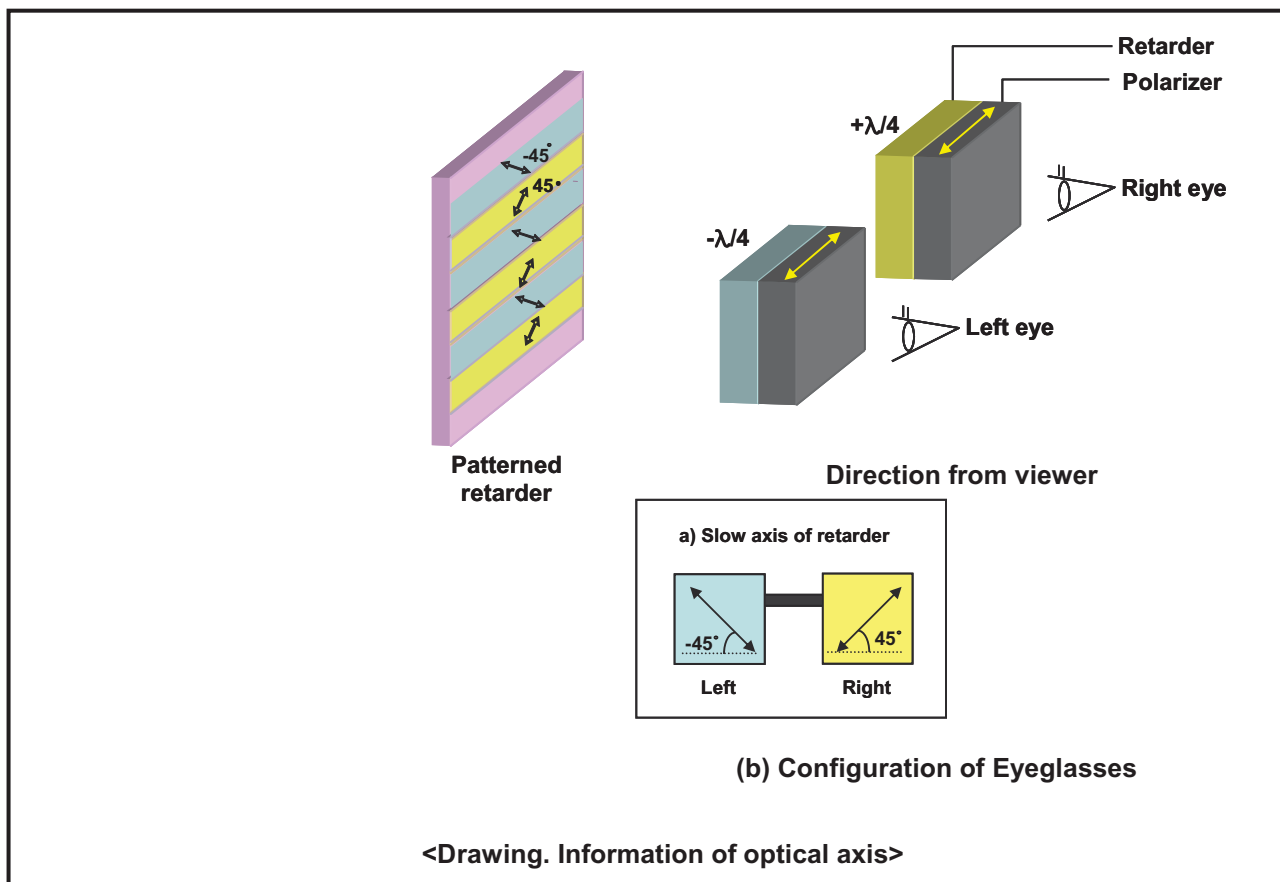 Retarder
Polarizer
+λ/4
-45°
45°
Right eye
-λ/4
Left eye
Patterned
retarder
Direction from viewer
a) Slow axis of retarder
-45°
45°
Left
Right
(b) Configuration of Eyeglasses
<Drawing. Information of optical axis>